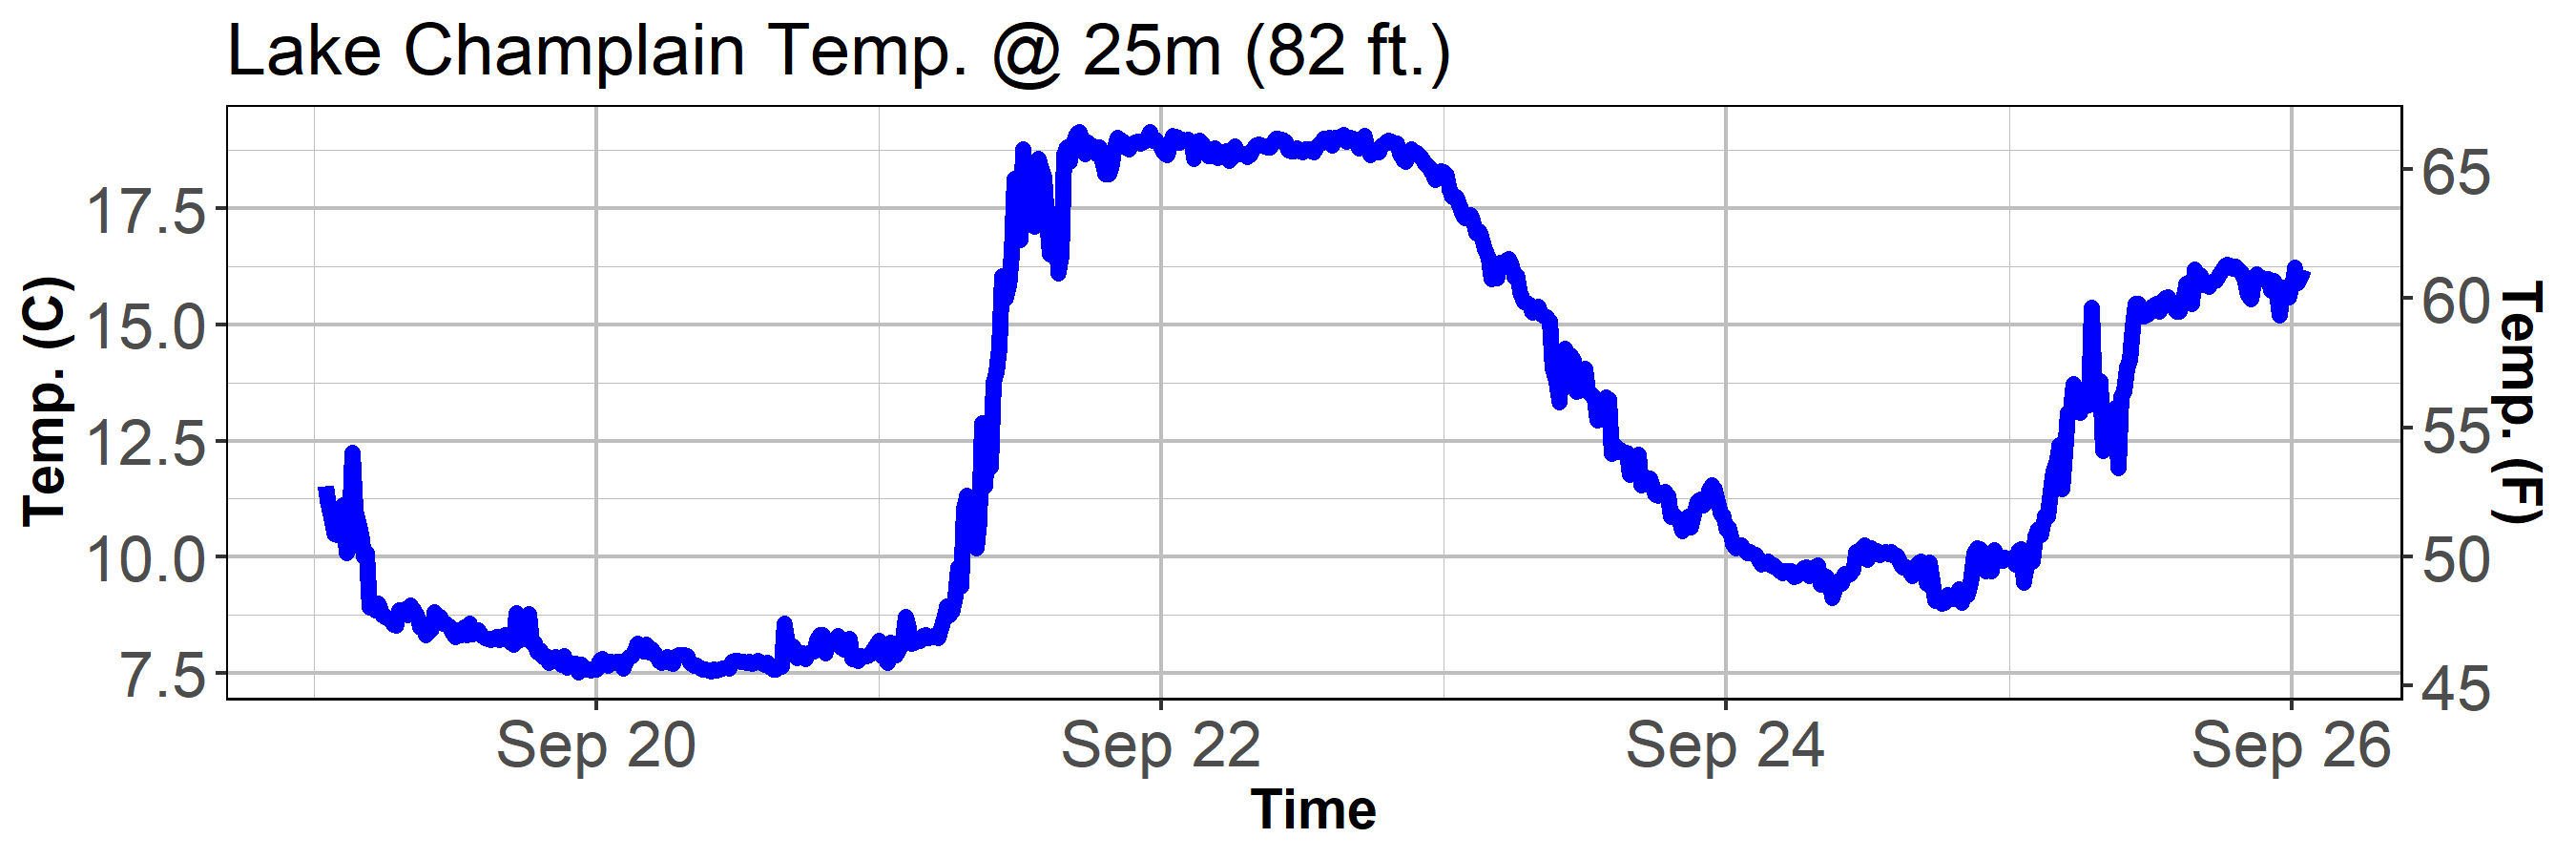 Lake Champlain Temp. @ 25m (82 ft.)
Temp. (C)
17.5
15.0
12.5
10.0
7.5
65
60
55
50
45
Temp. (F)
Sep 20 Sep 22 Sep 24 Sep 26
Time